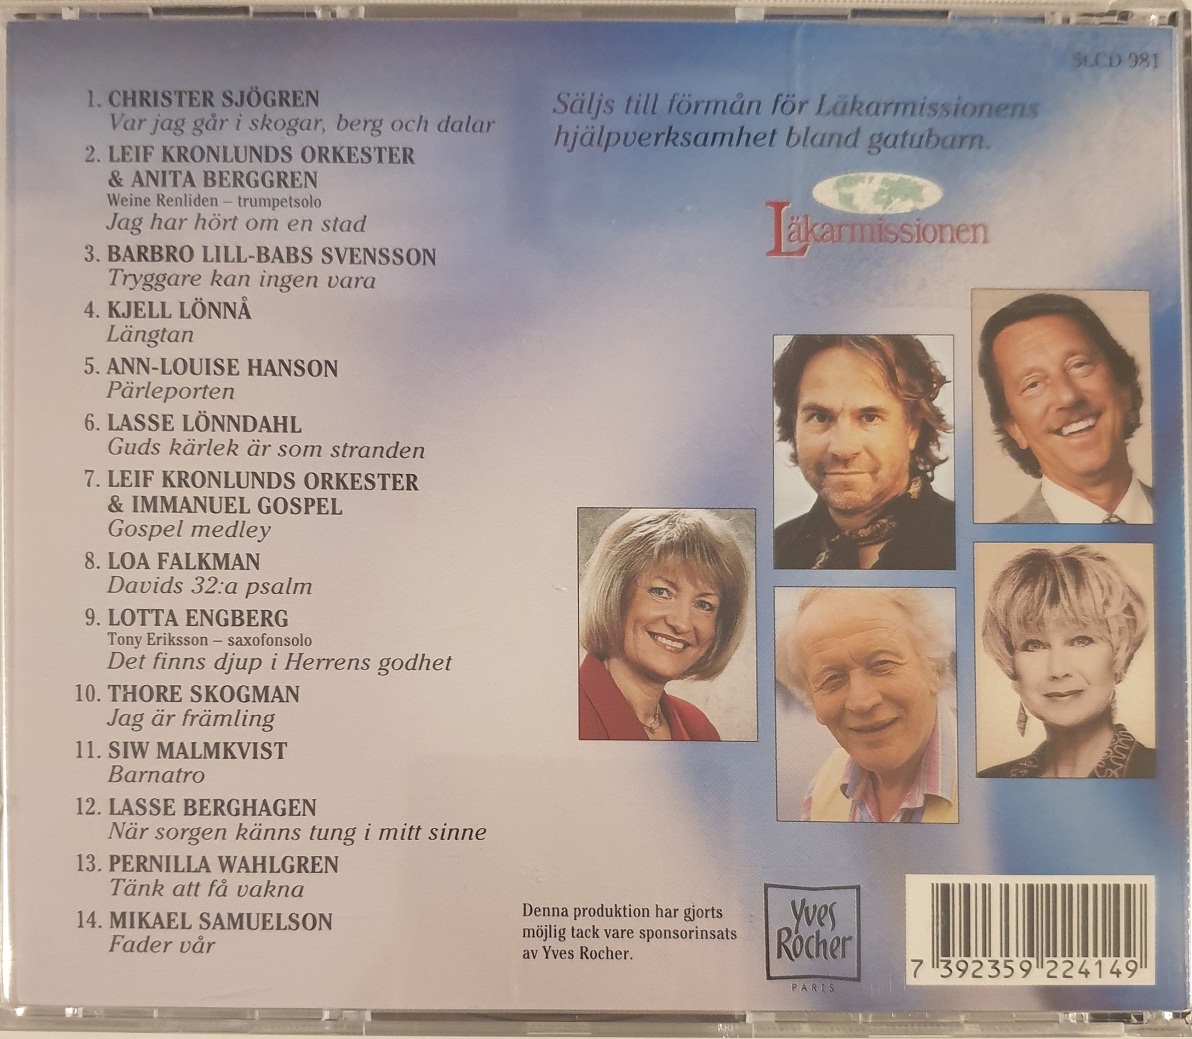 SLCD 981
1. CHRISTER SJÖGREN
Var jag går i skogar, berg och dalar
2. LEIF KRONLUNDS ORKESTER
& ANITA BERGGREN
Weine Renliden – trumpetsolo
Jag har hört om en stad
3. BARBRO LILL-BABS SVENSSON
Tryggare kan ingen vara
4. KJELL LÖNNÅ
Längtan
5. ANN-LOUISE HANSON
Pärleporten
6. LASSE LÖNNDAHL
Guds kärlek är som stranden
7. LEIF KRONLUNDS ORKESTER
& IMMANUEL GOSPEL
Gospel medley
8. LOA FALKMAN
Davids 32:a psalm
9. LOTTA ENGBERG
Tony Eriksson – saxofonsolo
Det finns djup i Herrens godhet
10. THORE SKOGMAN
Jag är främling
11. SIW MALMKVIST
Barnatro
12. LASSE BERGHAGEN
När sorgen känns tung i mitt sinne
13. PERNILLA WAHLGREN
Tänk att få vakna
14. MIKAEL SAMUELSON
Fader vår
Säljs till förmån för Läkarmissionens
hjälpverksamhet bland gatubarn.
Läkarmissionen
Denna produktion har gjorts
möjlig tack vare sponsorinsats
av Yves Rocher.
Yves
Rocher
PARIS
7 392359 224149